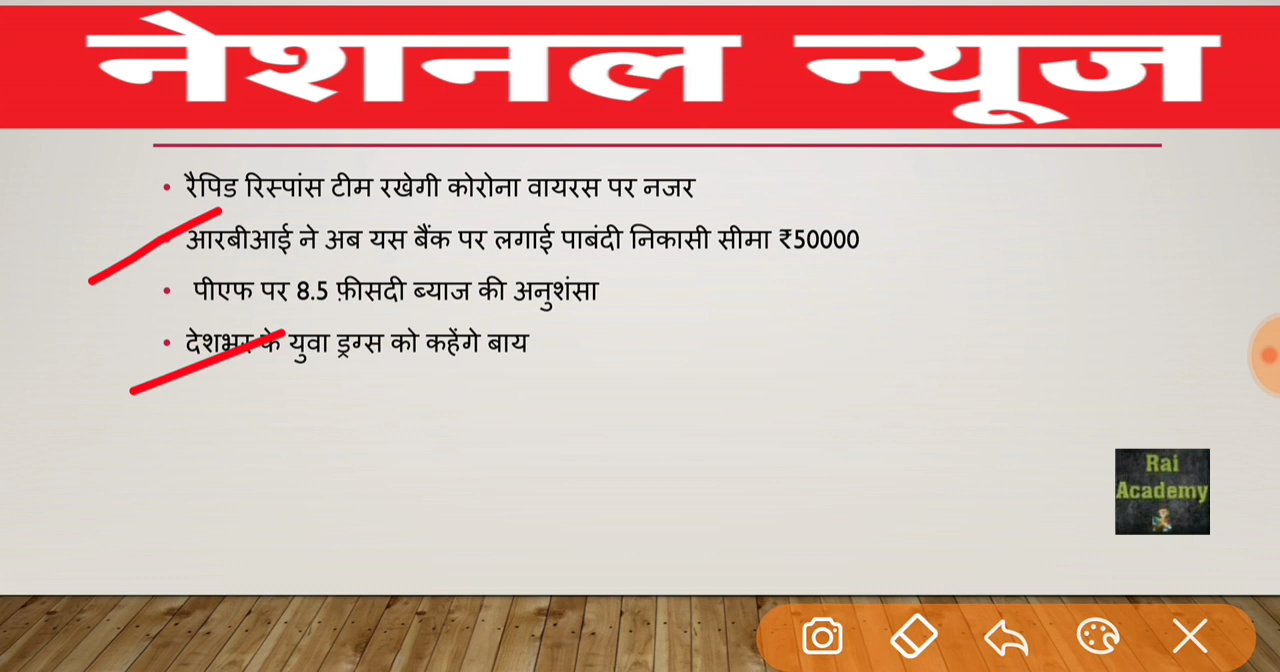 नेशनल न्यूज
• रैपिड रिस्पांस टीम रखेगी कोरोना वायरस पर नजर
• आरबीआई ने अब यस बैंक पर लगाई पाबंदी निकासी सीमा ₹50000
• पीएफ पर 8.5 फ़ीसदी ब्याज की अनुशंसा
• देशभर के युवा ड्रग्स को कहेंगे बाय
Rai
Academy